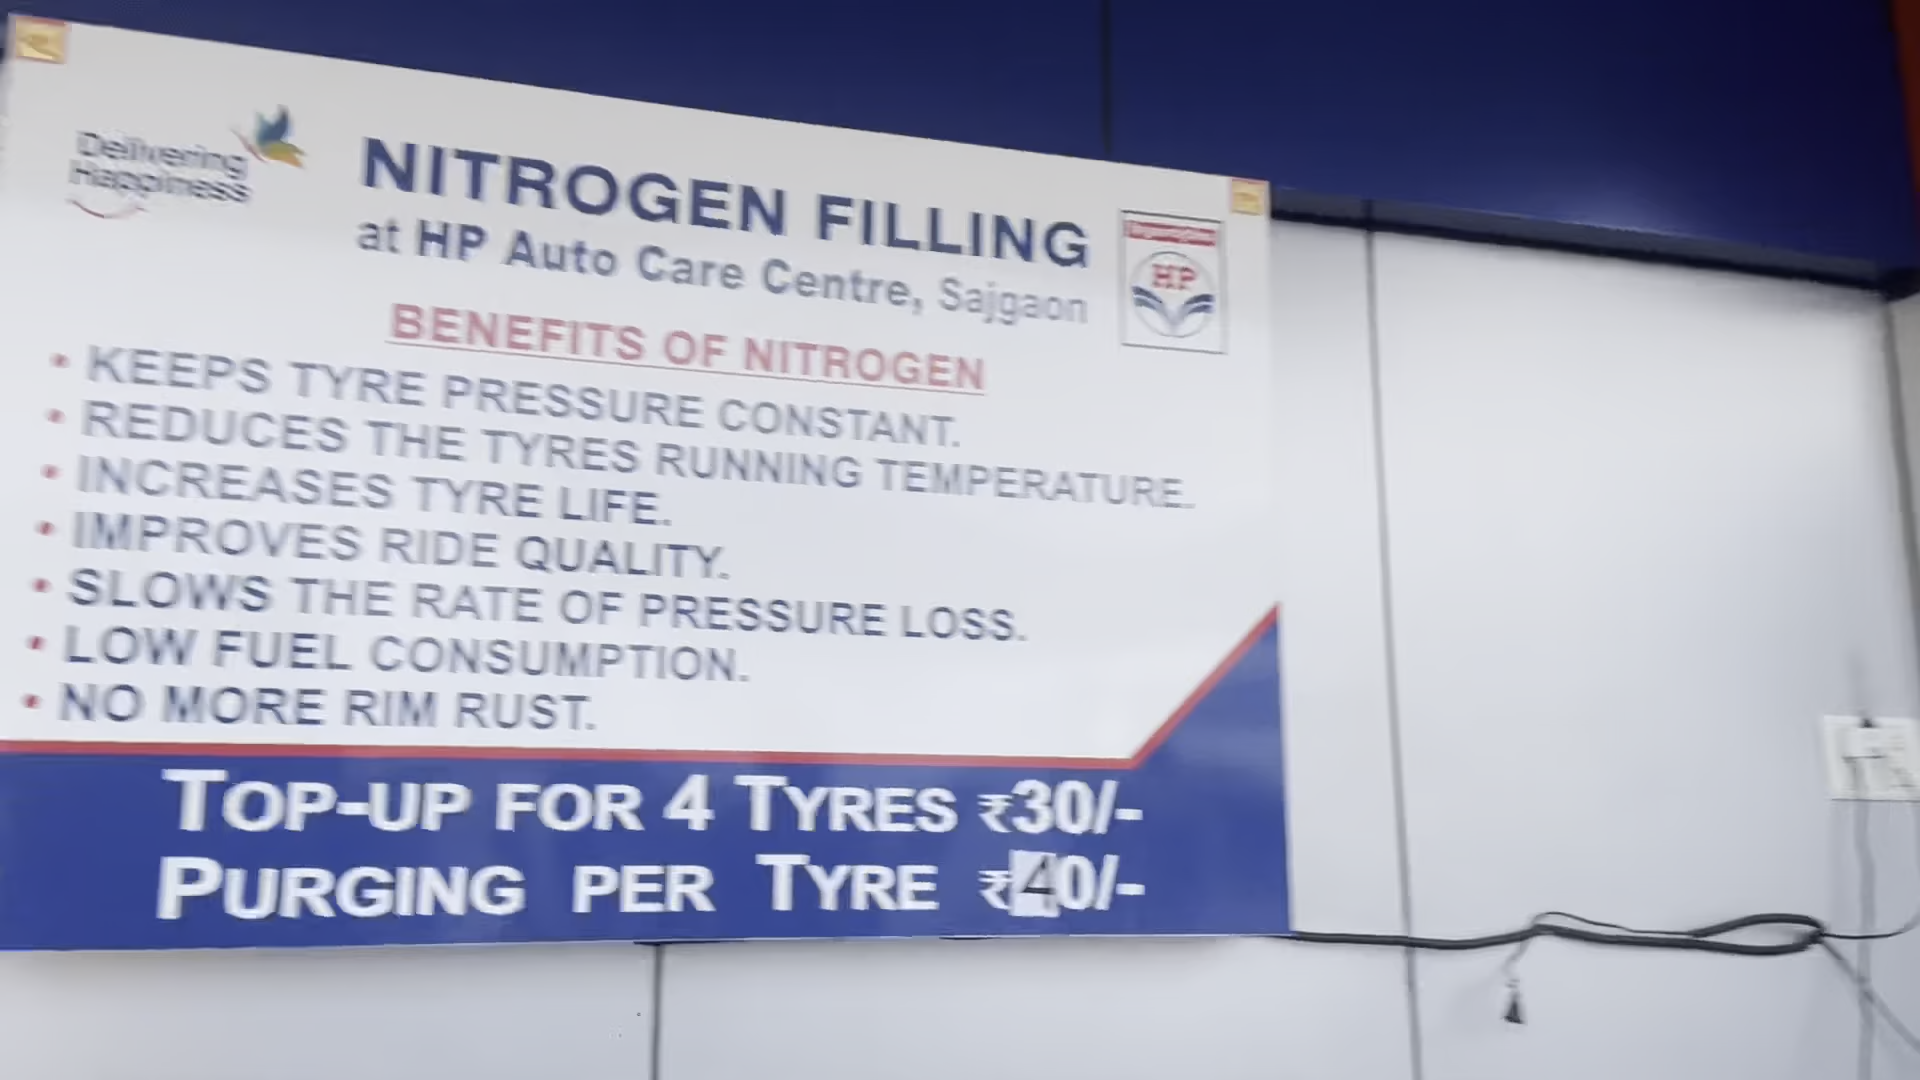 Delivering
Happiness
NITROGEN FILLING
at HP Auto Care Centre, Sajgaon
HP
BENEFITS OF NITROGEN
• KEEPS TYRE PRESSURE CONSTANT.
• REDUCES THE TYRES RUNNING TEMPERATURE.
• INCREASES TYRE LIFE.
• IMPROVES RIDE QUALITY.
• SLOWS THE RATE OF PRESSURE LOSS.
• LOW FUEL CONSUMPTION.
• NO MORE RIM RUST.
TOP-UP FOR 4 TYRES ₹30/-
PURGING PER TYRE ₹40/-